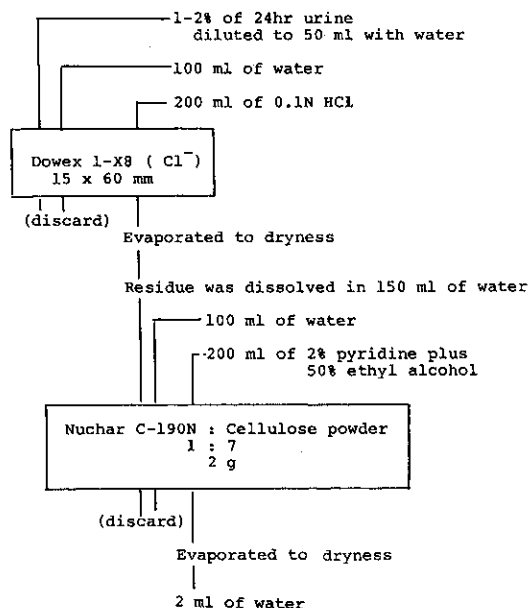 1-2% of 24hr urine
diluted to 50 ml with water
100 ml of water
200 ml of 0.1N HCl
Dowex 1-X8 ( Cl⁻)
15 x 60 mm
(discard)
Evaporated to dryness
Residue was dissolved in 150 ml of water
100 ml of water
200 ml of 2% pyridine plus
50% ethyl alcohol
Nuchar C-190N : Cellulose powder
1 : 7
2 g
(discard)
Evaporated to dryness
2 ml of water